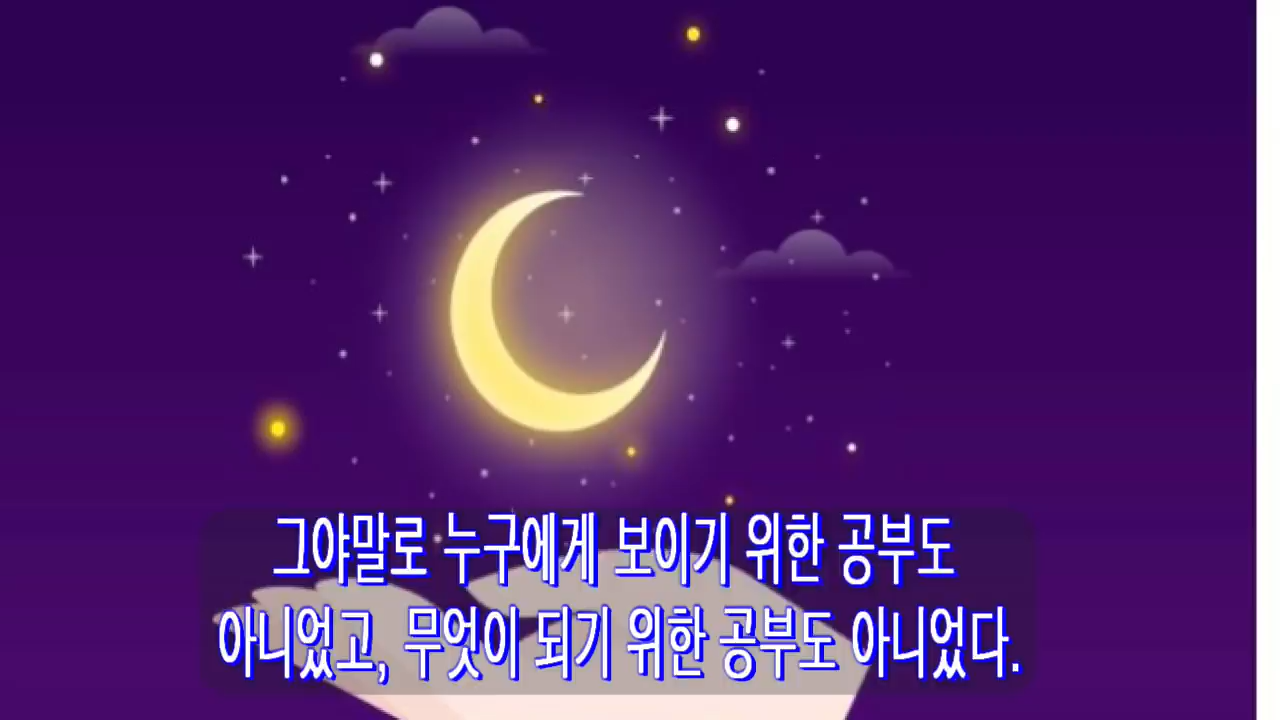 그야말로 누구에게 보이기 위한 공부도
아니었고, 무엇이 되기 위한 공부도 아니었다.